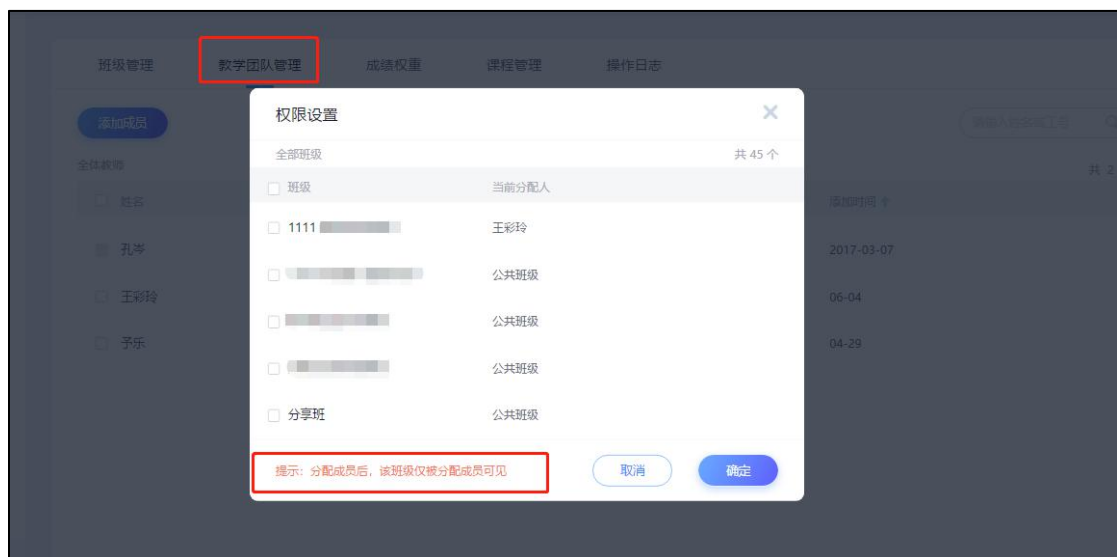 班级管理 教学团队管理 成绩权重 课程管理 操作日志
添加成员
全体教师
共 2
姓名 添加时间
孔岑 2017-03-07
王彩玲 06-04
予乐 04-29
权限设置
全部班级 共 45 个
班级 当前分配人
1111 王彩玲
公共班级
公共班级
公共班级
分享班 公共班级
提示：分配成员后，该班级仅被分配成员可见 取消 确定